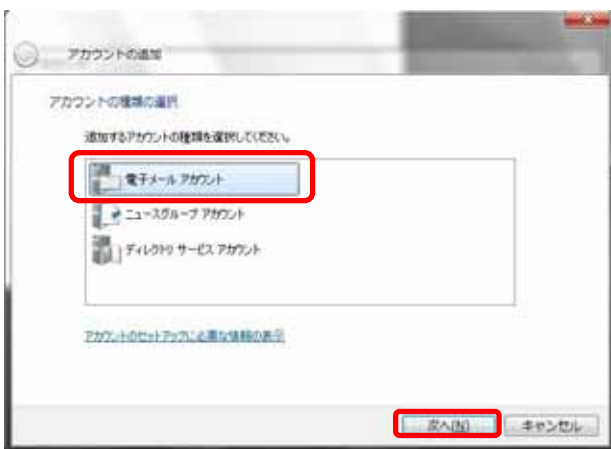 アカウントの追加
アカウントの種類の選択
追加するアカウントの種類を選択してください。
電子メール アカウント
ニュースグループ アカウント
ディレクトリ サービス アカウント
アカウントのセットアップに必要な情報の表示
次へ(N)
キャンセル